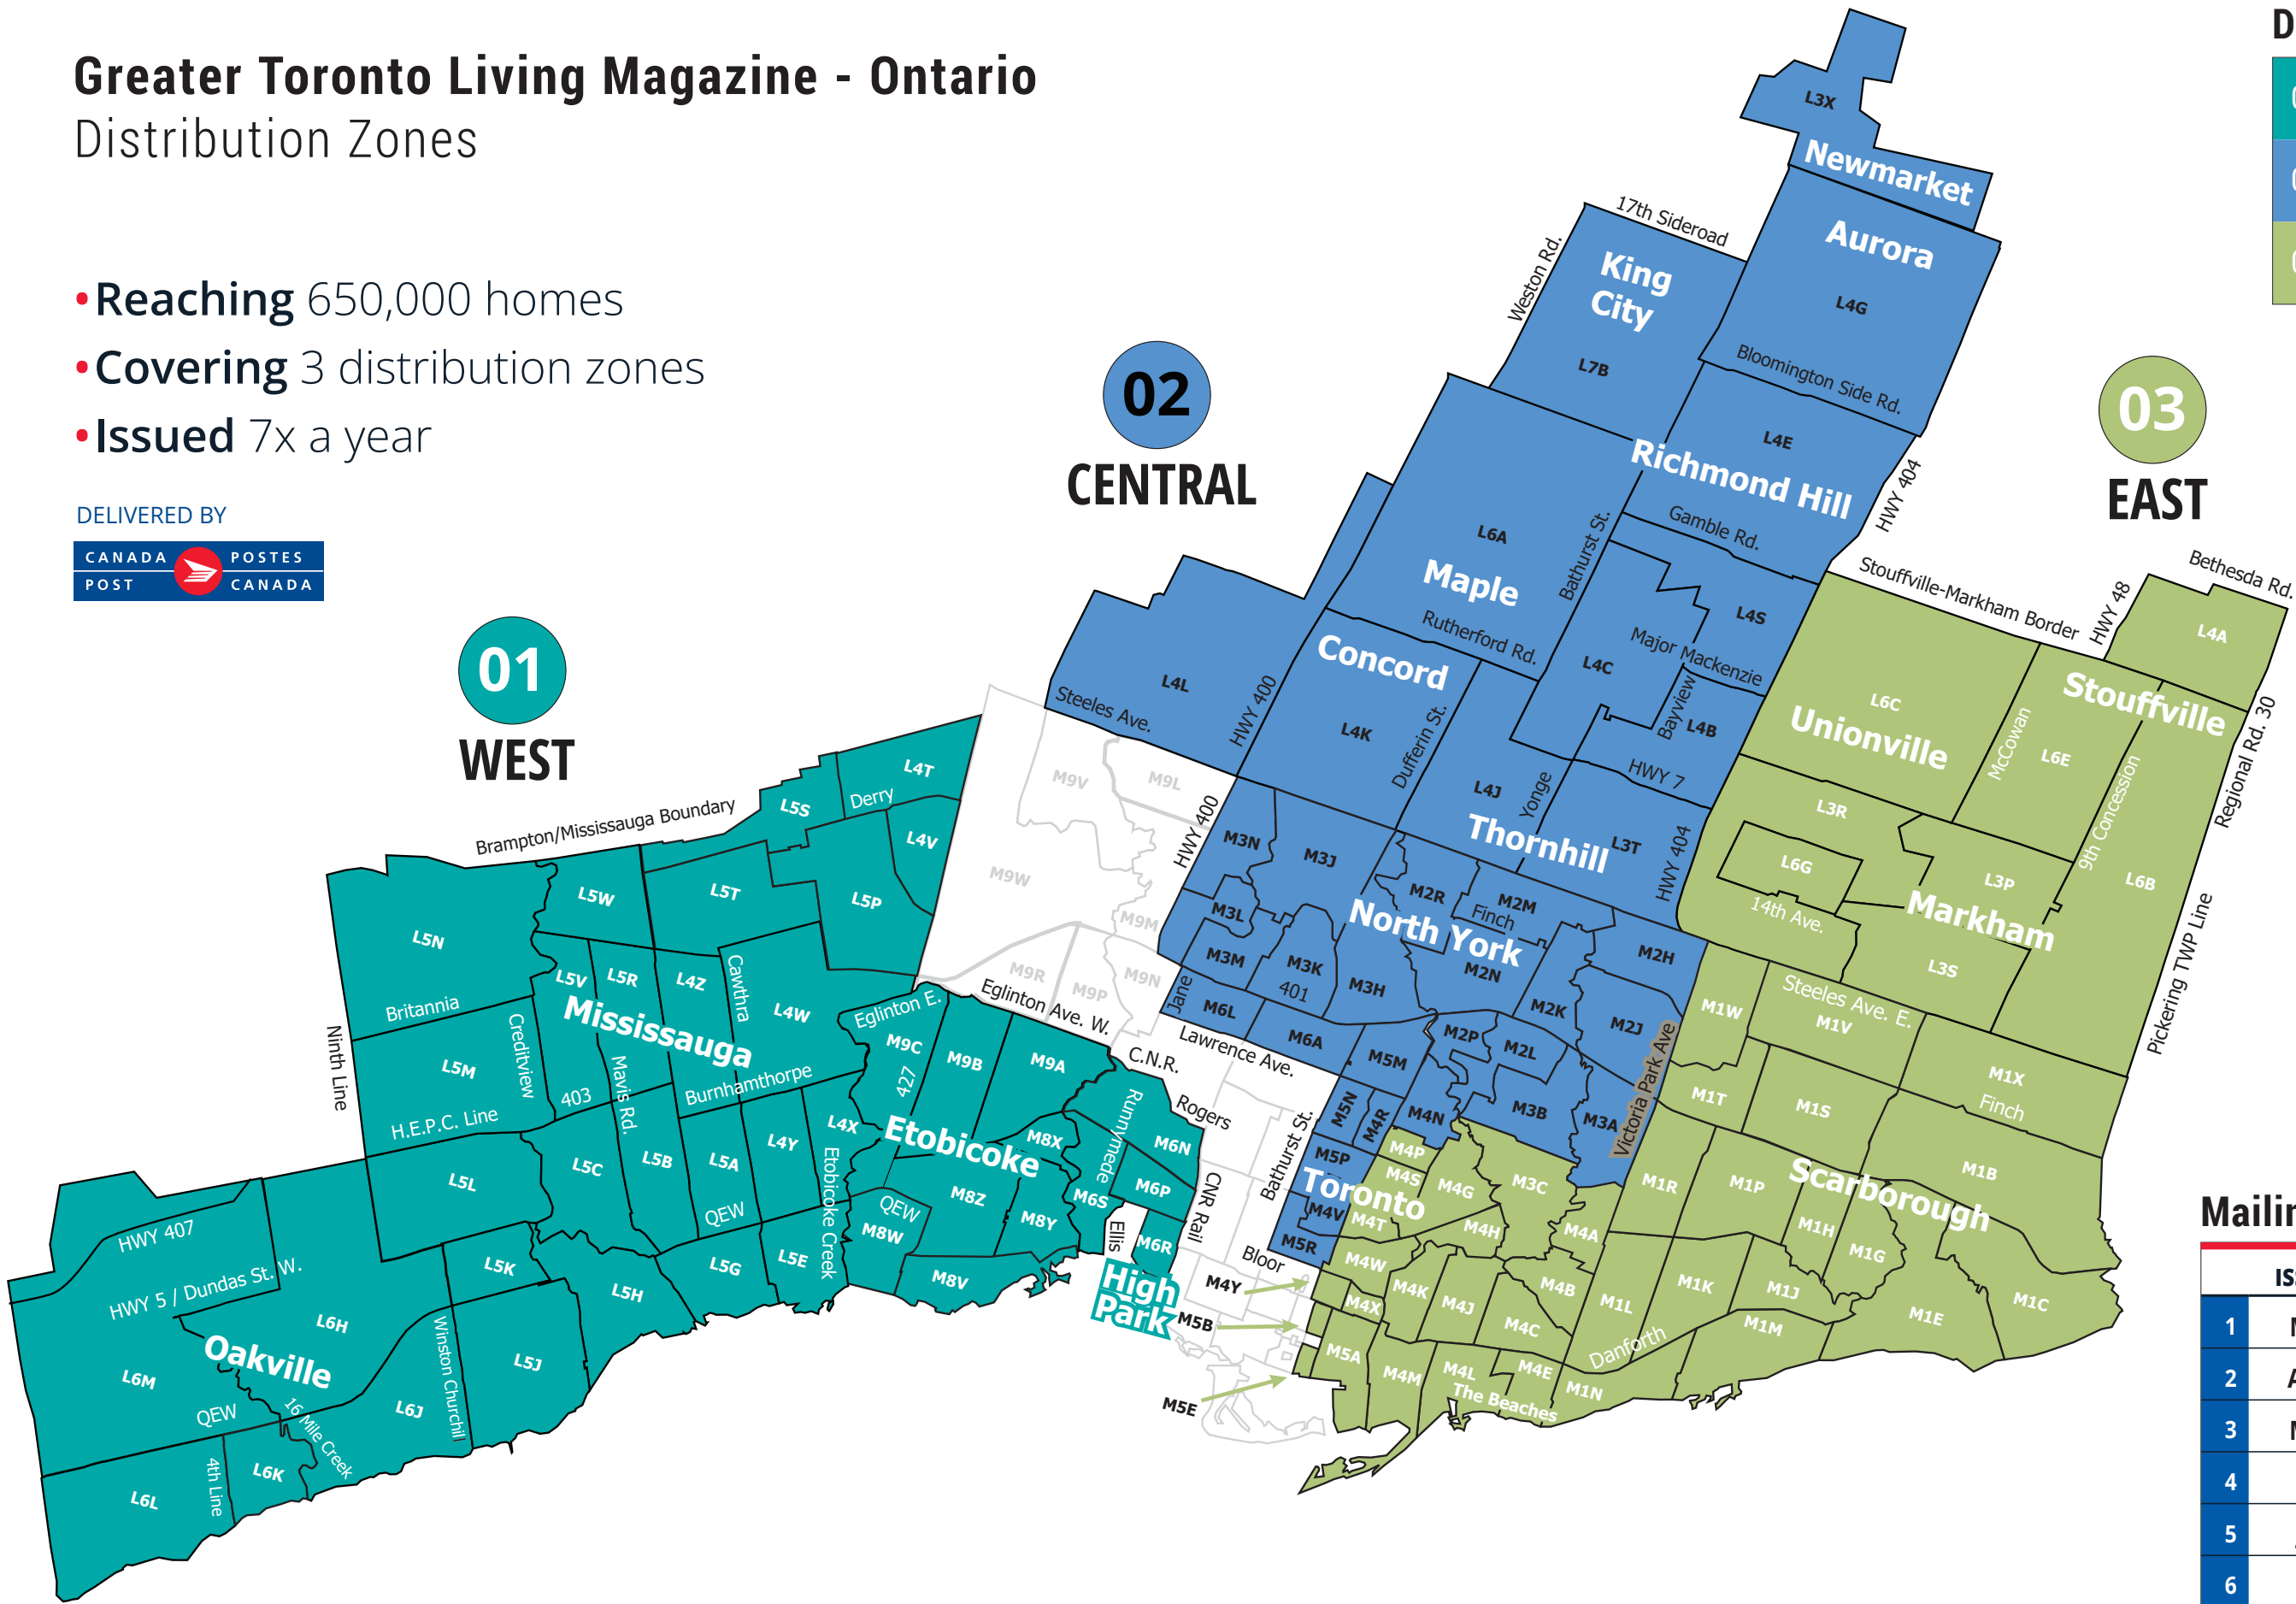 Greater Toronto Living Magazine - Ontario
Distribution Zones
•Reaching 650,000 homes
•Covering 3 distribution zones
•Issued 7x a year
DELIVERED BY
CANADA POSTES
POST CANADA
01
WEST
02
CENTRAL
03
EAST
L3X
Newmarket
17th Sideroad
Weston Rd.
King
City
L7B
Aurora
L4G
Bloomington Side Rd.
L4E
Richmond Hill
Gamble Rd.
HWY 404
L6A
Maple
Bathurst St.
Rutherford Rd.
L4S
Major Mackenzie
L4C
Bayview
L4B
HWY 7
Concord
L4K
Dufferin St.
HWY 400
L4L
Steeles Ave.
L4J
Yonge
Thornhill
L3T
HWY 404
Stouffville-Markham Border
HWY 48
Bethesda Rd.
L4A
Stouffville
L6C
Unionville
McCowan
L6E
9th Concession
Regional Rd. 30
L3R
L6G
14th Ave.
L3P
Markham
L6B
L3S
Pickering TWP Line
Steeles Ave. E.
M9V
M9L
M9W
M9M
M9R
M9P
M9N
HWY 400
M3N
M3J
M2R
Finch
M2M
M3L
North York
M2N
M2H
M3M
M3K
401
M3H
M2K
M2J
Jane
M6L
M6A
M5M
M2P
M2L
M3B
M3A
Victoria Park Ave
Lawrence Ave.
M5N
M4R
M4N
M5P
Toronto
M4V
M5R
Bathurst St.
Bloor
M1W
M1V
M1X
Finch
M1T
M1S
M1B
M1R
M1P
Scarborough
M1H
M1G
M4P
M4S
M4G
M3C
M4T
M4H
M4A
M4W
M4K
M4J
M4B
M1L
M1K
M1J
M1E
M1C
M4X
M4C
Danforth
M1M
M5A
M4M
M4L
M4E
M1N
The Beaches
M4Y
M5B
M5E
L4T
Derry
L5S
L4V
Brampton/Mississauga Boundary
L5W
L5T
L5P
L5N
Britannia
L5V
L5R
L4Z
Cawthra
L4W
Mississauga
Ninth Line
L5M
Creditview
403
Mavis Rd.
Burnhamthorpe
H.E.P.C. Line
L5L
L5C
L5B
L5A
L4Y
L4X
QEW
Etobicoke Creek
L5K
L5H
L5G
L5E
L5J
Winston Churchill
Eglinton E.
Eglinton Ave. W.
M9C
427
M9B
M9A
Etobicoke
M8X
M8Z
QEW
M8W
M8Y
M8V
C.N.R.
Rogers
Runnymede
M6N
M6P
M6S
CNR Rail
Ellis
M6R
High
Park
HWY 407
HWY 5 / Dundas St. W.
L6H
Oakville
L6M
QEW
16 Mile Creek
L6J
4th Line
L6K
L6L
1
2
3
4
5
6